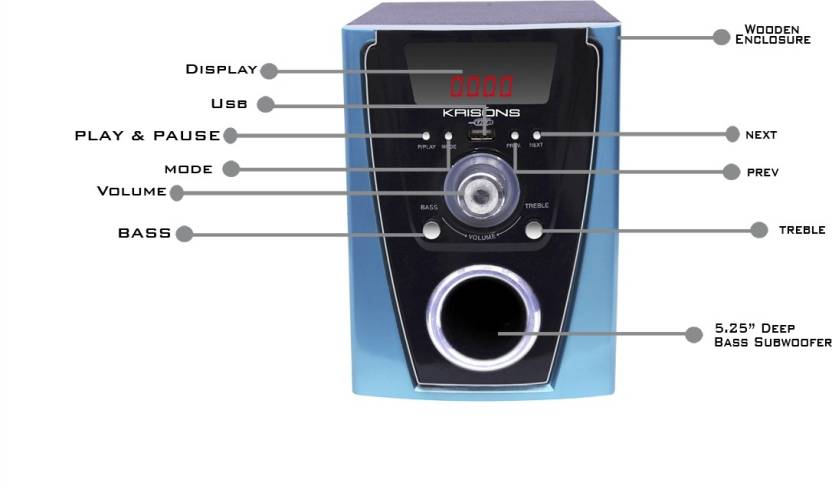 Wooden
Enclosure
Display
0000
Usb
KRISONS
PLAY & PAUSE
NEXT
P/PLAY MODE PREV. NEXT
MODE
PREV
Volume
BASS TREBLE
BASS
TREBLE
VOLUME
5.25” Deep
Bass Subwoofer